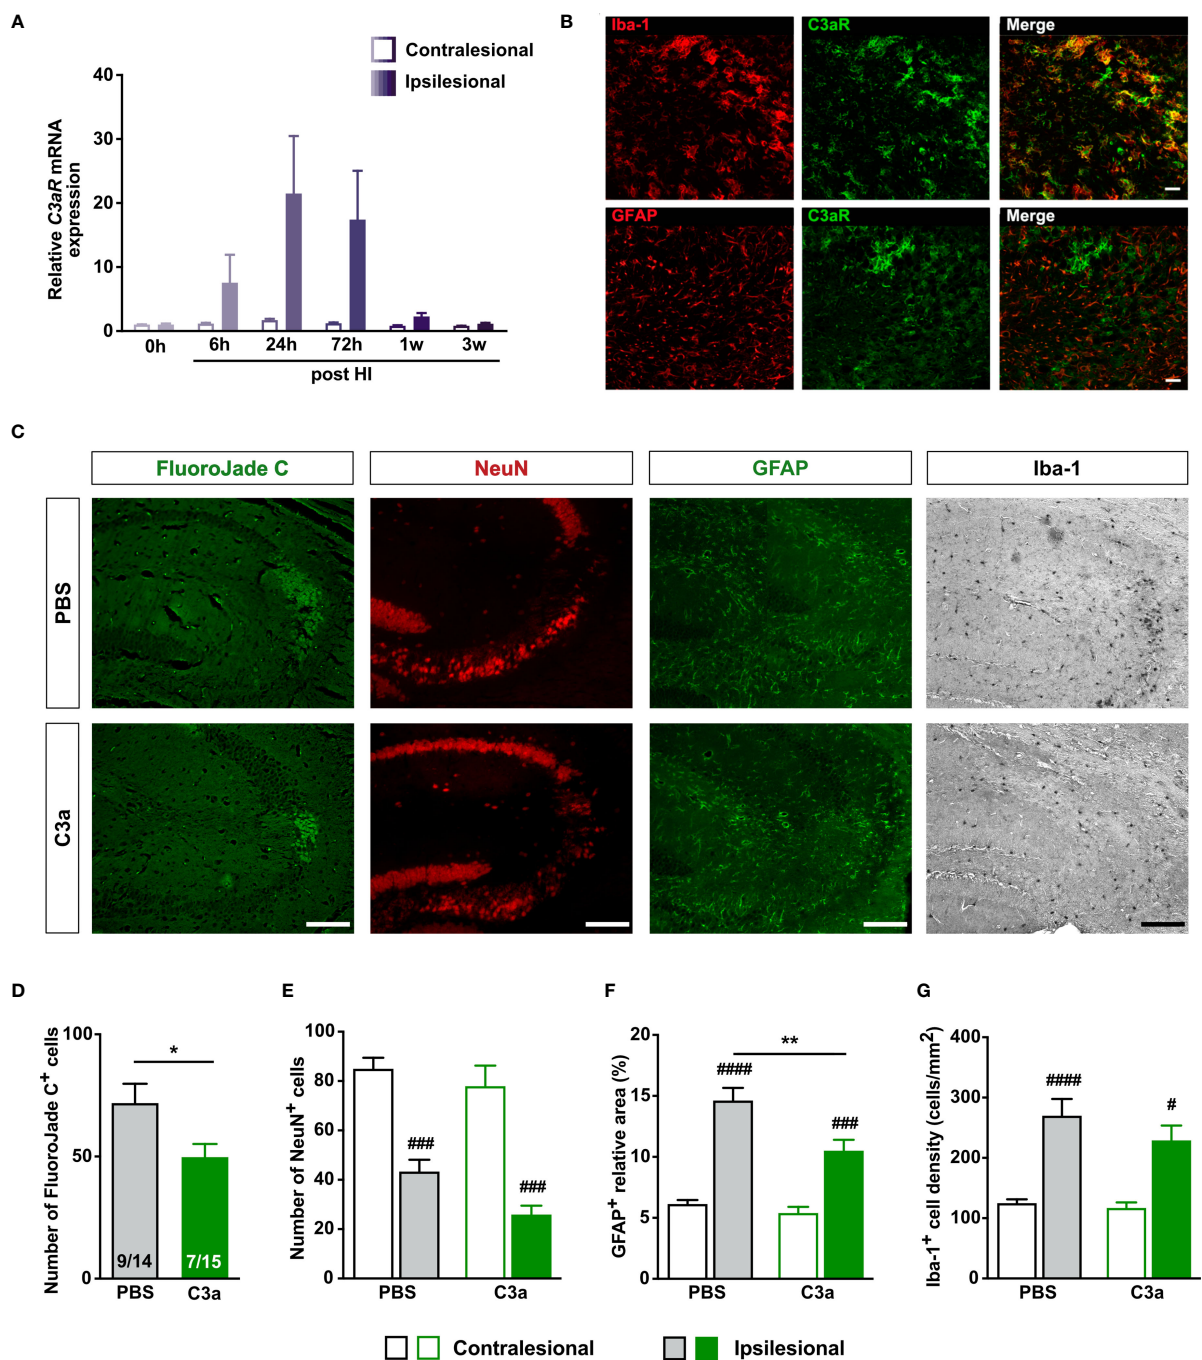 A
Contralesional
Ipsilesional
Relative C3aR mRNA
expression
40
30
20
10
0
0h 6h 24h 72h 1w 3w
post HI
B
Iba-1 C3aR Merge
GFAP C3aR Merge
C
FluoroJade C NeuN GFAP Iba-1
PBS
C3a
D
Number of FluoroJade C+ cells
100
50
0
*
9/14 7/15
PBS C3a
E
Number of NeuN+ cells
100
80
60
40
20
0
###
###
PBS C3a
F
GFAP+ relative area (%)
20
15
10
5
0
**
####
###
PBS C3a
G
Iba-1+ cell density (cells/mm2)
400
300
200
100
0
####
#
PBS C3a
Contralesional Ipsilesional